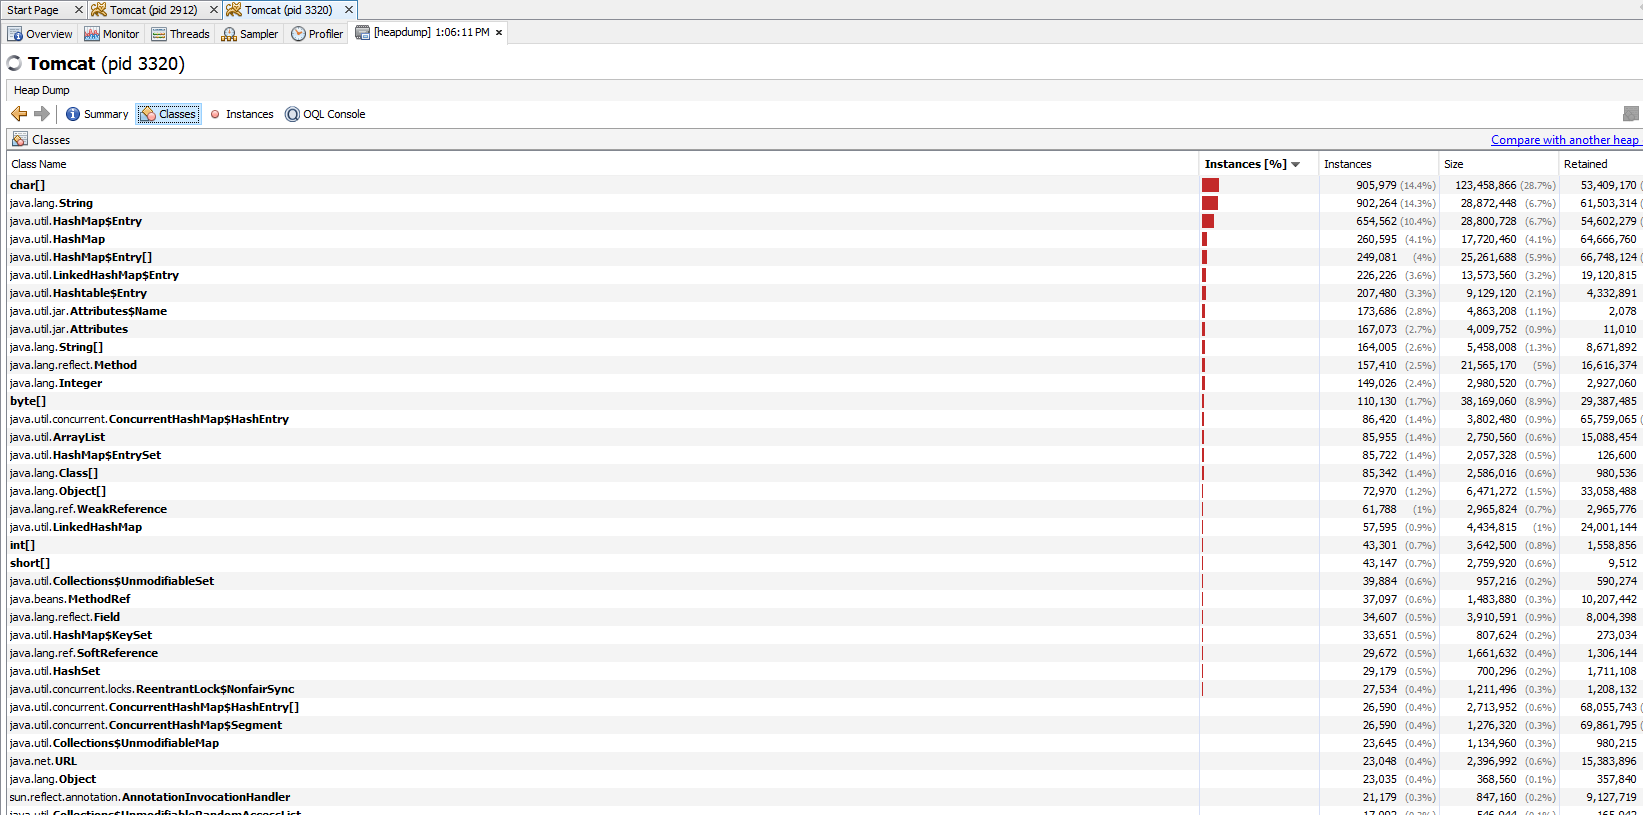 Start Page Tomcat (pid 2912) Tomcat (pid 3320)
Overview Monitor Threads Sampler Profiler [heapdump] 1:06:11 PM
Tomcat (pid 3320)
Heap Dump
Summary Classes Instances OQL Console
Classes Compare with another heap
Class Name Instances [%] Instances Size Retained
char[] 905,979 (14.4%) 123,458,866 (28.7%) 53,409,170
java.lang.String 902,264 (14.3%) 28,872,448 (6.7%) 61,503,314
java.util.HashMap$Entry 654,562 (10.4%) 28,800,728 (6.7%) 54,602,279
java.util.HashMap 260,595 (4.1%) 17,720,460 (4.1%) 64,666,760
java.util.HashMap$Entry[] 249,081 (4%) 25,261,688 (5.9%) 66,748,124
java.util.LinkedHashMap$Entry 226,226 (3.6%) 13,573,560 (3.2%) 19,120,815
java.util.Hashtable$Entry 207,480 (3.3%) 9,129,120 (2.1%) 4,332,891
java.util.jar.Attributes$Name 173,686 (2.8%) 4,863,208 (1.1%) 2,078
java.util.jar.Attributes 167,073 (2.7%) 4,009,752 (0.9%) 11,010
java.lang.String[] 164,005 (2.6%) 5,458,008 (1.3%) 8,671,892
java.lang.reflect.Method 157,410 (2.5%) 21,565,170 (5%) 16,616,374
java.lang.Integer 149,026 (2.4%) 2,980,520 (0.7%) 2,927,060
byte[] 110,130 (1.7%) 38,169,060 (8.9%) 29,387,485
java.util.concurrent.ConcurrentHashMap$HashEntry 86,420 (1.4%) 3,802,480 (0.9%) 65,759,065
java.util.ArrayList 85,955 (1.4%) 2,750,560 (0.6%) 15,088,454
java.util.HashMap$EntrySet 85,722 (1.4%) 2,057,328 (0.5%) 126,600
java.lang.Class[] 85,342 (1.4%) 2,586,016 (0.6%) 980,536
java.lang.Object[] 72,970 (1.2%) 6,471,272 (1.5%) 33,058,488
java.lang.ref.WeakReference 61,788 (1%) 2,965,824 (0.7%) 2,965,776
java.util.LinkedHashMap 57,595 (0.9%) 4,434,815 (1%) 24,001,144
int[] 43,301 (0.7%) 3,642,500 (0.8%) 1,558,856
short[] 43,147 (0.7%) 2,759,920 (0.6%) 9,512
java.util.Collections$UnmodifiableSet 39,884 (0.6%) 957,216 (0.2%) 590,274
java.beans.MethodRef 37,097 (0.6%) 1,483,880 (0.3%) 10,207,442
java.lang.reflect.Field 34,607 (0.5%) 3,910,591 (0.9%) 8,004,398
java.util.HashMap$KeySet 33,651 (0.5%) 807,624 (0.2%) 273,034
java.lang.ref.SoftReference 29,672 (0.5%) 1,661,632 (0.4%) 1,306,144
java.util.HashSet 29,179 (0.5%) 700,296 (0.2%) 1,711,108
java.util.concurrent.locks.ReentrantLock$NonfairSync 27,534 (0.4%) 1,211,496 (0.3%) 1,208,132
java.util.concurrent.ConcurrentHashMap$HashEntry[] 26,590 (0.4%) 2,713,952 (0.6%) 68,055,743
java.util.concurrent.ConcurrentHashMap$Segment 26,590 (0.4%) 1,276,320 (0.3%) 69,861,795
java.util.Collections$UnmodifiableMap 23,645 (0.4%) 1,134,960 (0.3%) 980,215
java.net.URL 23,048 (0.4%) 2,396,992 (0.6%) 15,383,896
java.lang.Object 23,035 (0.4%) 368,560 (0.1%) 357,840
sun.reflect.annotation.AnnotationInvocationHandler 21,179 (0.3%) 847,160 (0.2%) 9,127,719
java.util.Collections$UnmodifiableRandomAccessList